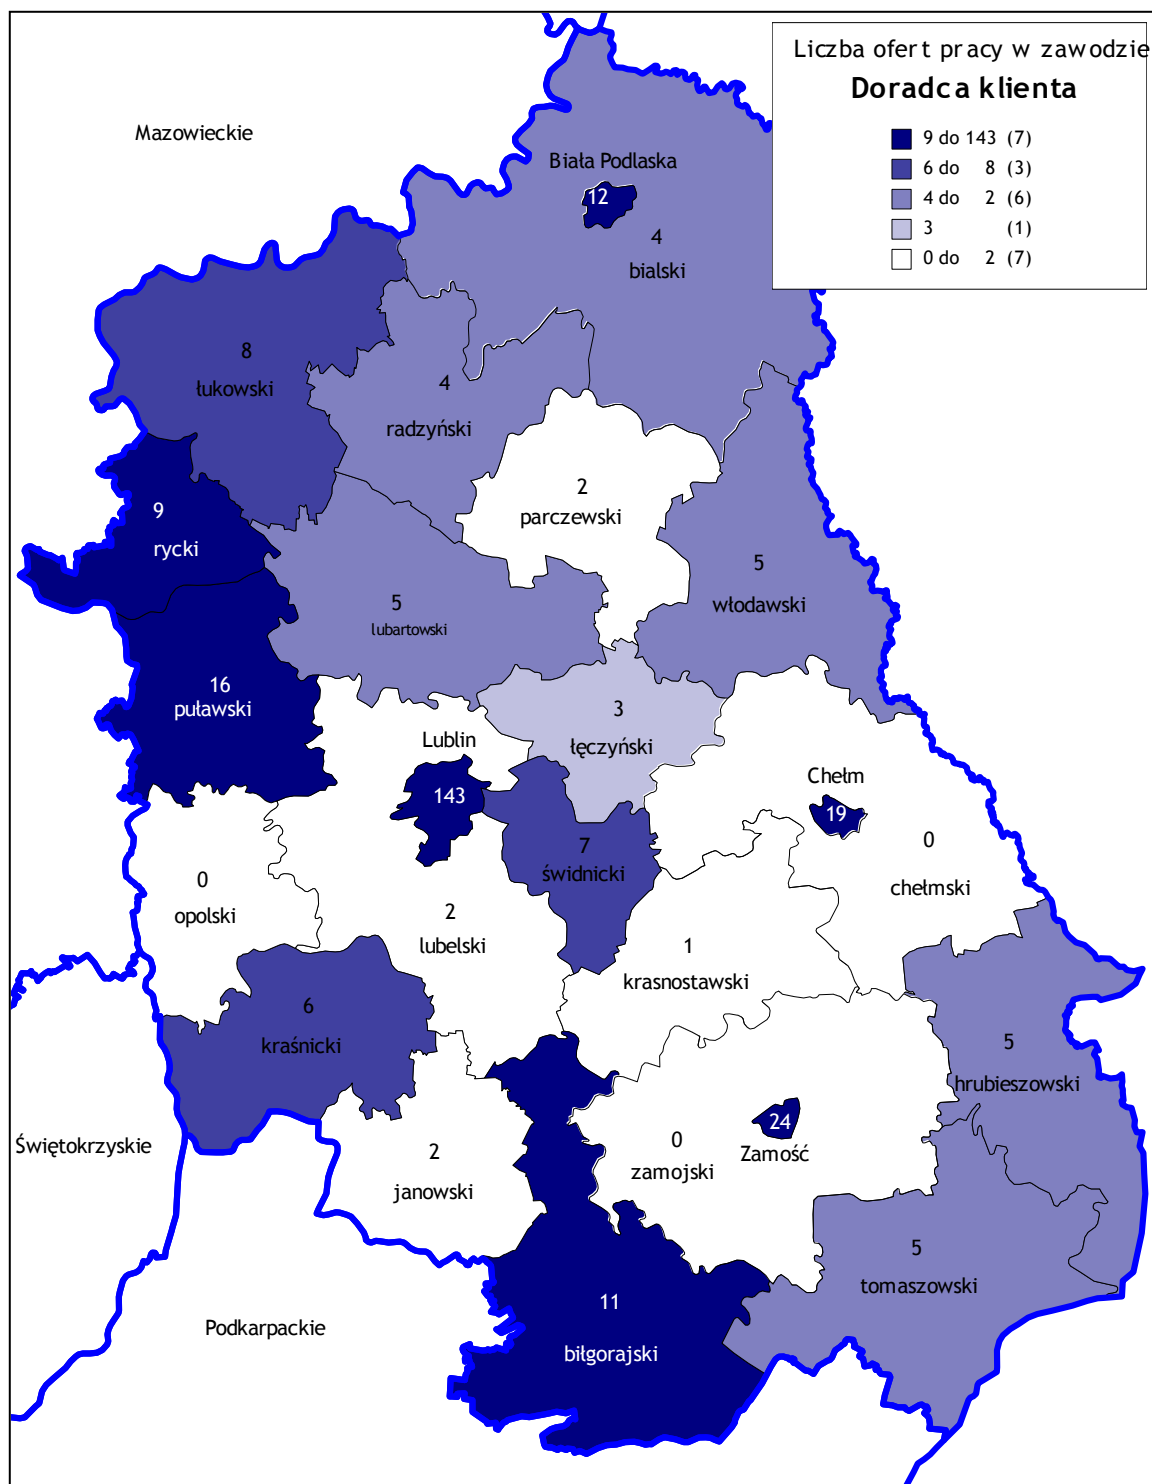 Liczba ofert pracy w zawodzie
Doradca klienta
9 do 143 (7)
6 do 8 (3)
4 do 2 (6)
3 (1)
0 do 2 (7)
Mazowieckie
Biała Podlaska
12
4
bialski
8
łukowski
4
radzyński
2
parczewski
9
rycki
5
włodawski
5
lubartowski
16
puławski
3
łęczyński
Lublin
143
Chełm
19
7
świdnicki
0
chełmski
0
opolski
2
lubelski
1
krasnostawski
6
kraśnicki
5
hrubieszowski
24
Zamość
0
zamojski
Świętokrzyskie
2
janowski
5
tomaszowski
11
biłgorajski
Podkarpackie